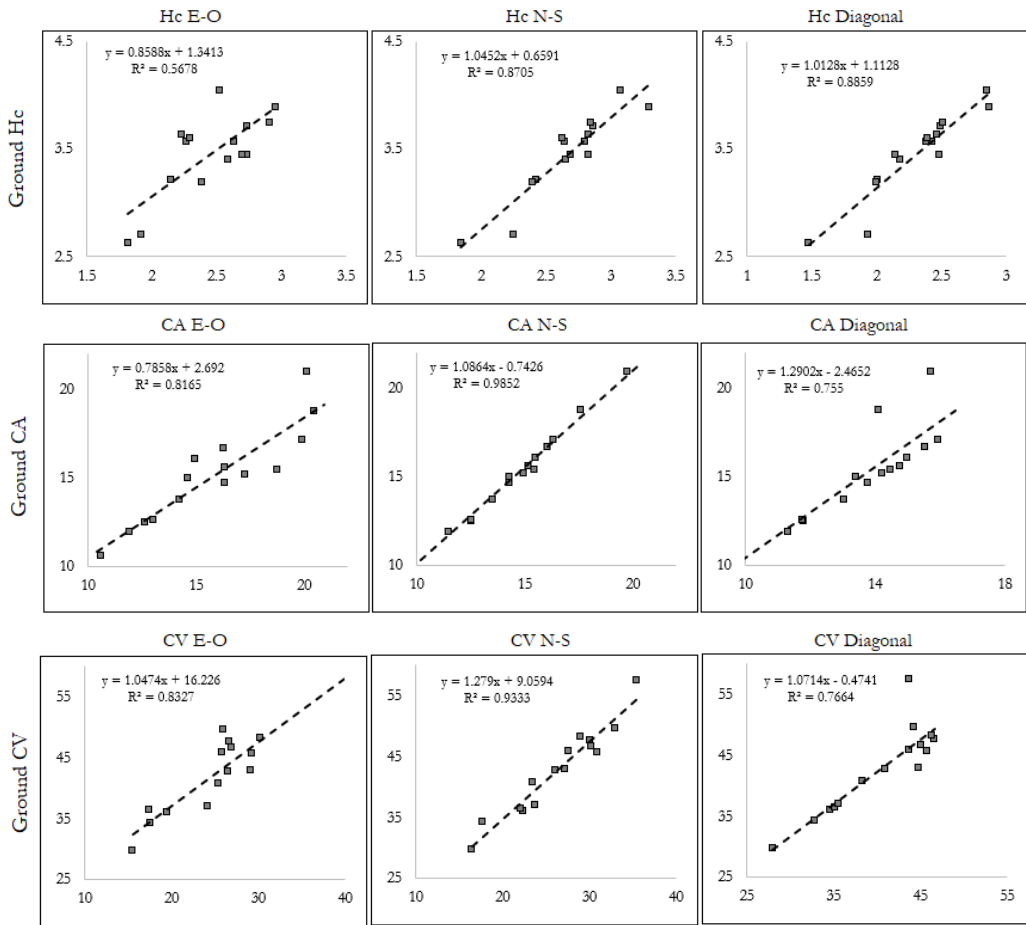 Hc E-O
Hc N-S
Hc Diagonal
Ground Hc
4.5
3.5
2.5
1.5
2
2.5
3
3.5
y = 0.8588x + 1.3413
R² = 0.5678
4.5
3.5
2.5
1.5
2
2.5
3
3.5
y = 1.0452x + 0.6591
R² = 0.8705
4.5
3.5
2.5
1
1.5
2
2.5
3
y = 1.0128x + 1.1128
R² = 0.8859
CA E-O
CA N-S
CA Diagonal
Ground CA
20
15
10
10
15
20
y = 0.7858x + 2.692
R² = 0.8165
20
15
10
10
15
20
y = 1.0864x - 0.7426
R² = 0.9852
20
15
10
10
14
18
y = 1.2902x - 2.4652
R² = 0.755
CV E-O
CV N-S
CV Diagonal
Ground CV
55
45
35
25
10
20
30
40
y = 1.0474x + 16.226
R² = 0.8327
55
45
35
25
10
20
30
40
y = 1.279x + 9.0594
R² = 0.9333
55
45
35
25
25
35
45
55
y = 1.0714x - 0.4741
R² = 0.7664